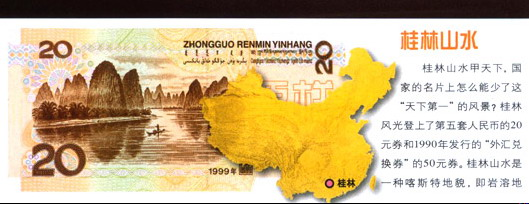 20
ZHONGGUO RENMIN YINHANG
20
20
1999年
桂林
桂林山水
桂林山水甲天下，国
家的名片上怎么能少了这
“天下第一”的风景？桂林
风光登上了第五套人民币的20
元券和1990年发行的“外汇兑
换券”的50元券。桂林山水是
一种喀斯特地貌，即岩溶地